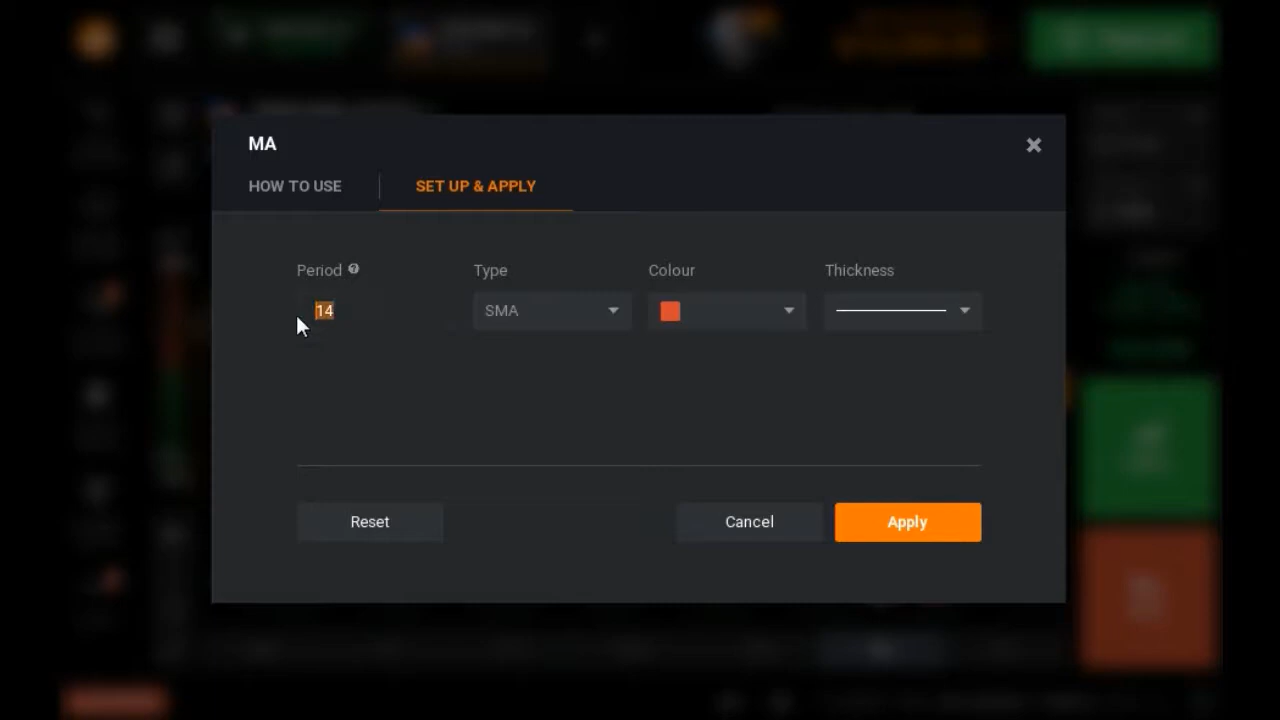 MA
HOW TO USE
SET UP & APPLY
Period Type Colour Thickness
14 SMA
Reset Cancel Apply